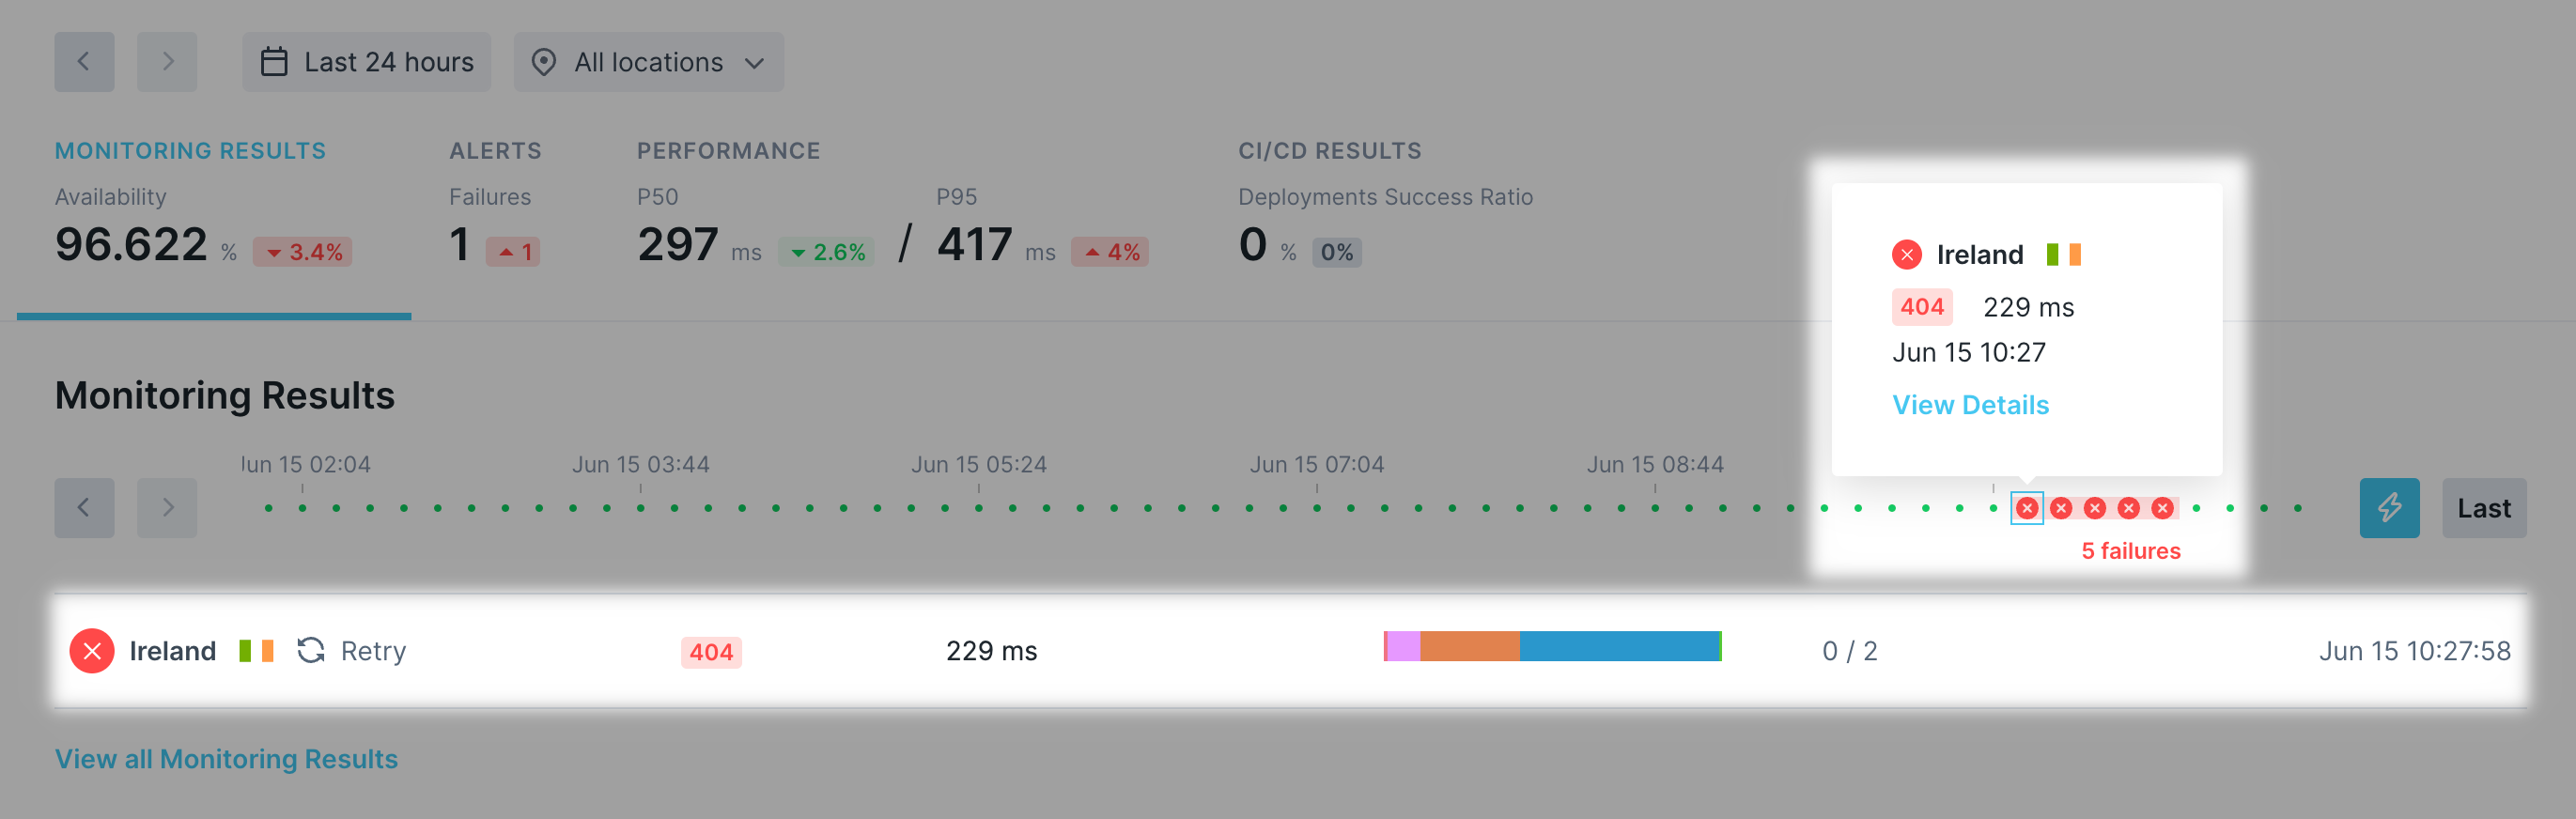 Last 24 hours
All locations
MONITORING RESULTS
Availability
96.622 % 3.4%
ALERTS
Failures
1 1
PERFORMANCE
P50
297 ms 2.6%
/
P95
417 ms 4%
CI/CD RESULTS
Deployments Success Ratio
0 % 0%
Ireland
404 229 ms
Jun 15 10:27
View Details
Monitoring Results
Jun 15 02:04 Jun 15 03:44 Jun 15 05:24 Jun 15 07:04 Jun 15 08:44
Last
5 failures
Ireland Retry 404 229 ms 0 / 2 Jun 15 10:27:58
View all Monitoring Results